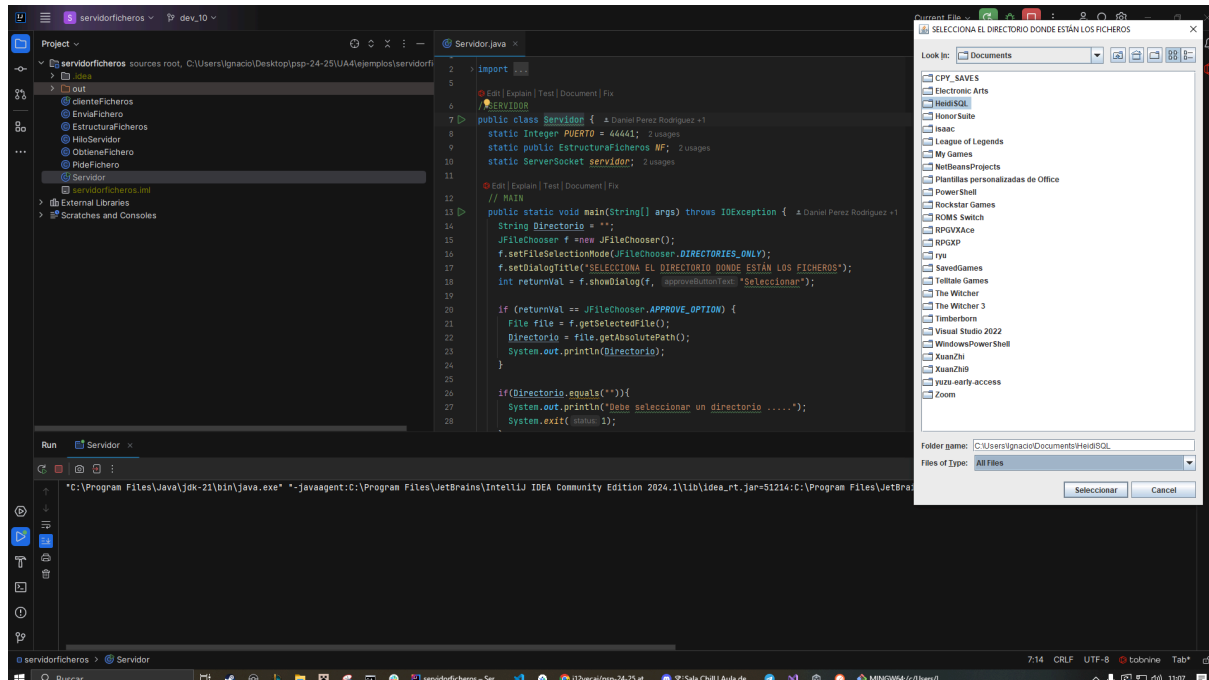 servidorficheros
dev_10
Current File
Project
servidorficheros sources root, C:\Users\Ignacio\Desktop\psp-24-25\UA4\ejemplos\servidorfi
.idea
out
clienteFicheros
EnviaFichero
EstructuraFicheros
HiloServidor
ObtieneFichero
PideFichero
Servidor
servidorficheros.iml
External Libraries
Scratches and Consoles
Servidor.java
2 import ...
5
Edit | Explain | Test | Document | Fix
6 //SERVIDOR
7 public class Servidor { Daniel Perez Rodriguez +1
8 static Integer PUERTO = 44441; 2 usages
9 static public EstructuraFicheros NF; 2 usages
10 static ServerSocket servidor; 2 usages
11
Edit | Explain | Test | Document | Fix
12 // MAIN
13 public static void main(String[] args) throws IOException { Daniel Perez Rodriguez +1
14 String Directorio = "";
15 JFileChooser f =new JFileChooser();
16 f.setFileSelectionMode(JFileChooser.DIRECTORIES_ONLY);
17 f.setDialogTitle("SELECCIONA EL DIRECTORIO DONDE ESTÁN LOS FICHEROS");
18 int returnVal = f.showDialog(f, approveButtonText: "Seleccionar");
19
20 if (returnVal == JFileChooser.APPROVE_OPTION) {
21 File file = f.getSelectedFile();
22 Directorio = file.getAbsolutePath();
23 System.out.println(Directorio);
24 }
25
26 if(Directorio.equals("")){
27 System.out.println("Debe seleccionar un directorio .....");
28 System.exit( status: 1);
SELECCIONA EL DIRECTORIO DONDE ESTÁN LOS FICHEROS
Look In: Documents
CPY_SAVES
Electronic Arts
HeidiSQL
HonorSuite
isaac
League of Legends
My Games
NetBeansProjects
Plantillas personalizadas de Office
PowerShell
Rockstar Games
ROMS Switch
RPGVXAce
RPGXP
ryu
SavedGames
Telltale Games
The Witcher
The Witcher 3
Timberborn
Visual Studio 2022
WindowsPowerShell
XuanZhi
XuanZhi9
yuzu-early-access
Zoom
Folder name: C:\Users\Ignacio\Documents\HeidiSQL
Files of Type: All Files
Seleccionar Cancel
Run Servidor
"C:\Program Files\Java\jdk-21\bin\java.exe" "-javaagent:C:\Program Files\JetBrains\IntelliJ IDEA Community Edition 2024.1\lib\idea_rt.jar=51214:C:\Program Files\JetBrai
servidorficheros > Servidor
7:14 CRLF UTF-8 tobnine Tab*
Buscar
servidorficheros – Ser
Sala Chill | Aula de
MINGW64:/c/Users/I
11:07